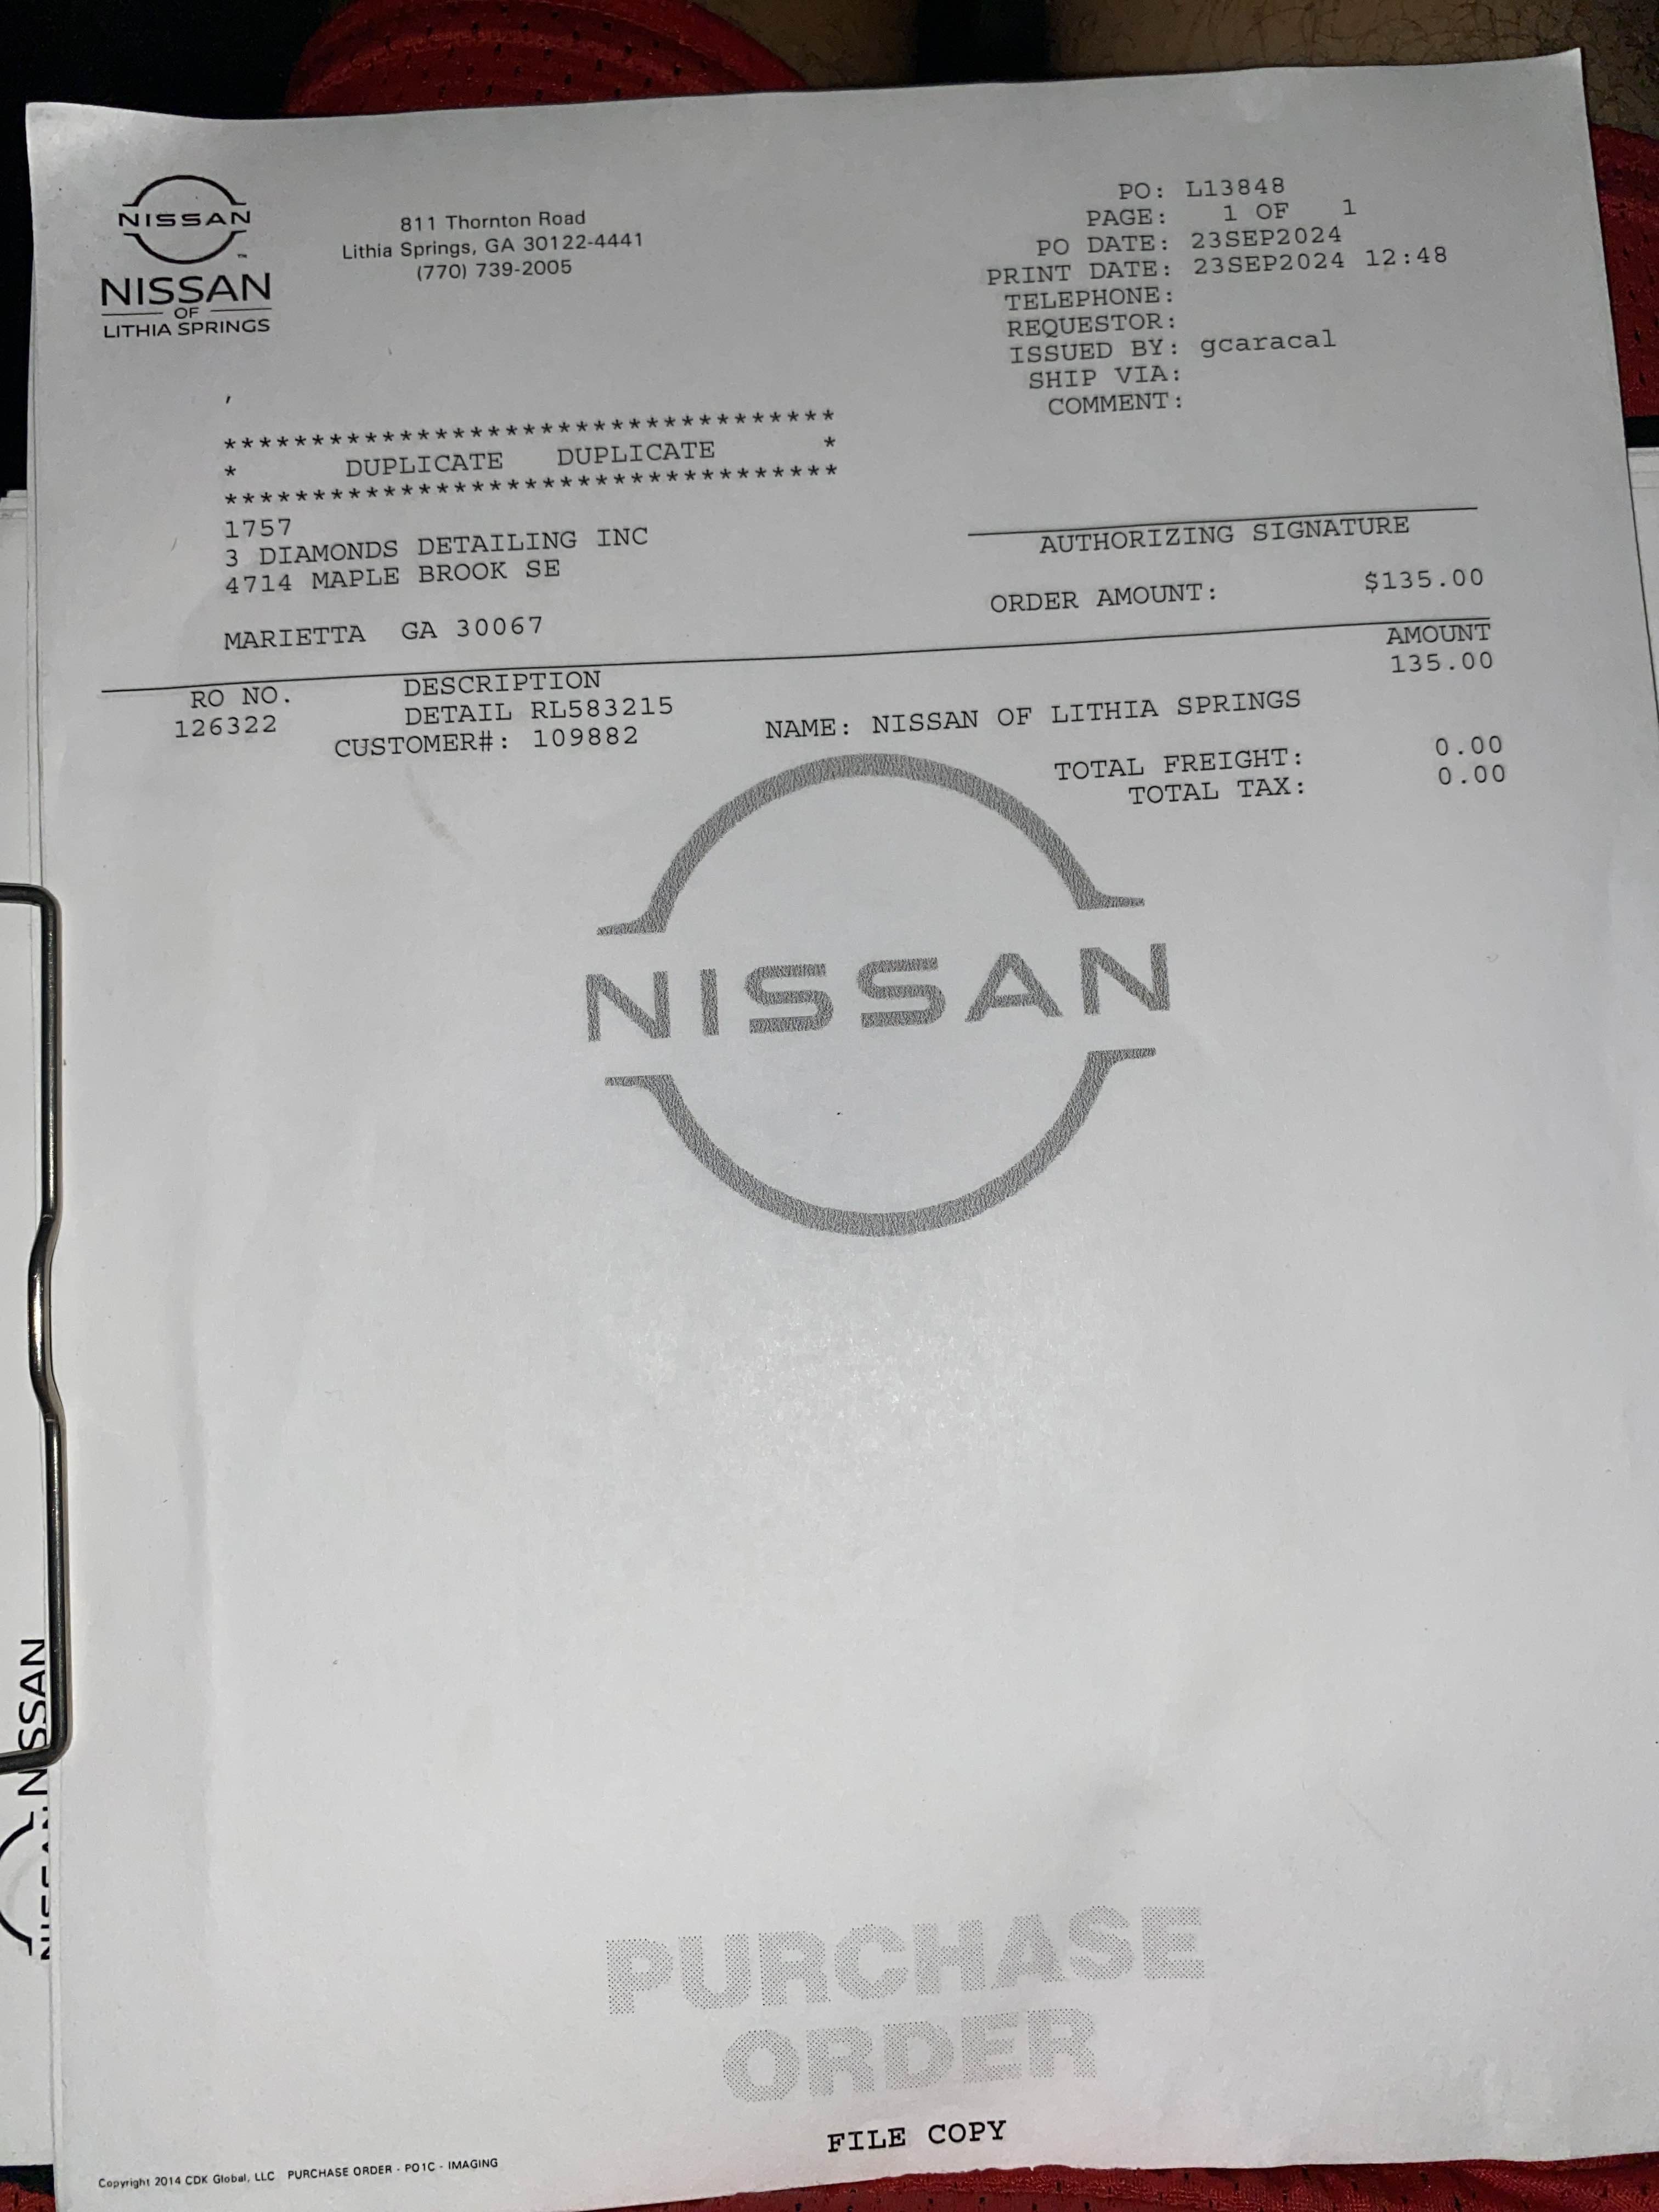 NISSAN
NISSAN
OF
LITHIA SPRINGS
811 Thornton Road
Lithia Springs, GA 30122-4441
(770) 739-2005
PO: L13848
PAGE: 1 OF 1
PO DATE: 23SEP2024
PRINT DATE: 23SEP2024 12:48
TELEPHONE:
REQUESTOR:
ISSUED BY: gcaracal
SHIP VIA:
COMMENT:
,
***********************************
* DUPLICATE DUPLICATE *
***********************************
1757
3 DIAMONDS DETAILING INC
4714 MAPLE BROOK SE
MARIETTA GA 30067
AUTHORIZING SIGNATURE
ORDER AMOUNT: $135.00
RO NO. DESCRIPTION AMOUNT
126322 DETAIL RL583215 135.00
CUSTOMER#: 109882 NAME: NISSAN OF LITHIA SPRINGS
TOTAL FREIGHT: 0.00
TOTAL TAX: 0.00
NISSAN
PURCHASE
ORDER
FILE COPY
Copyright 2014 CDK Global, LLC PURCHASE ORDER - PO1C - IMAGING
NISSAN
NISSAN